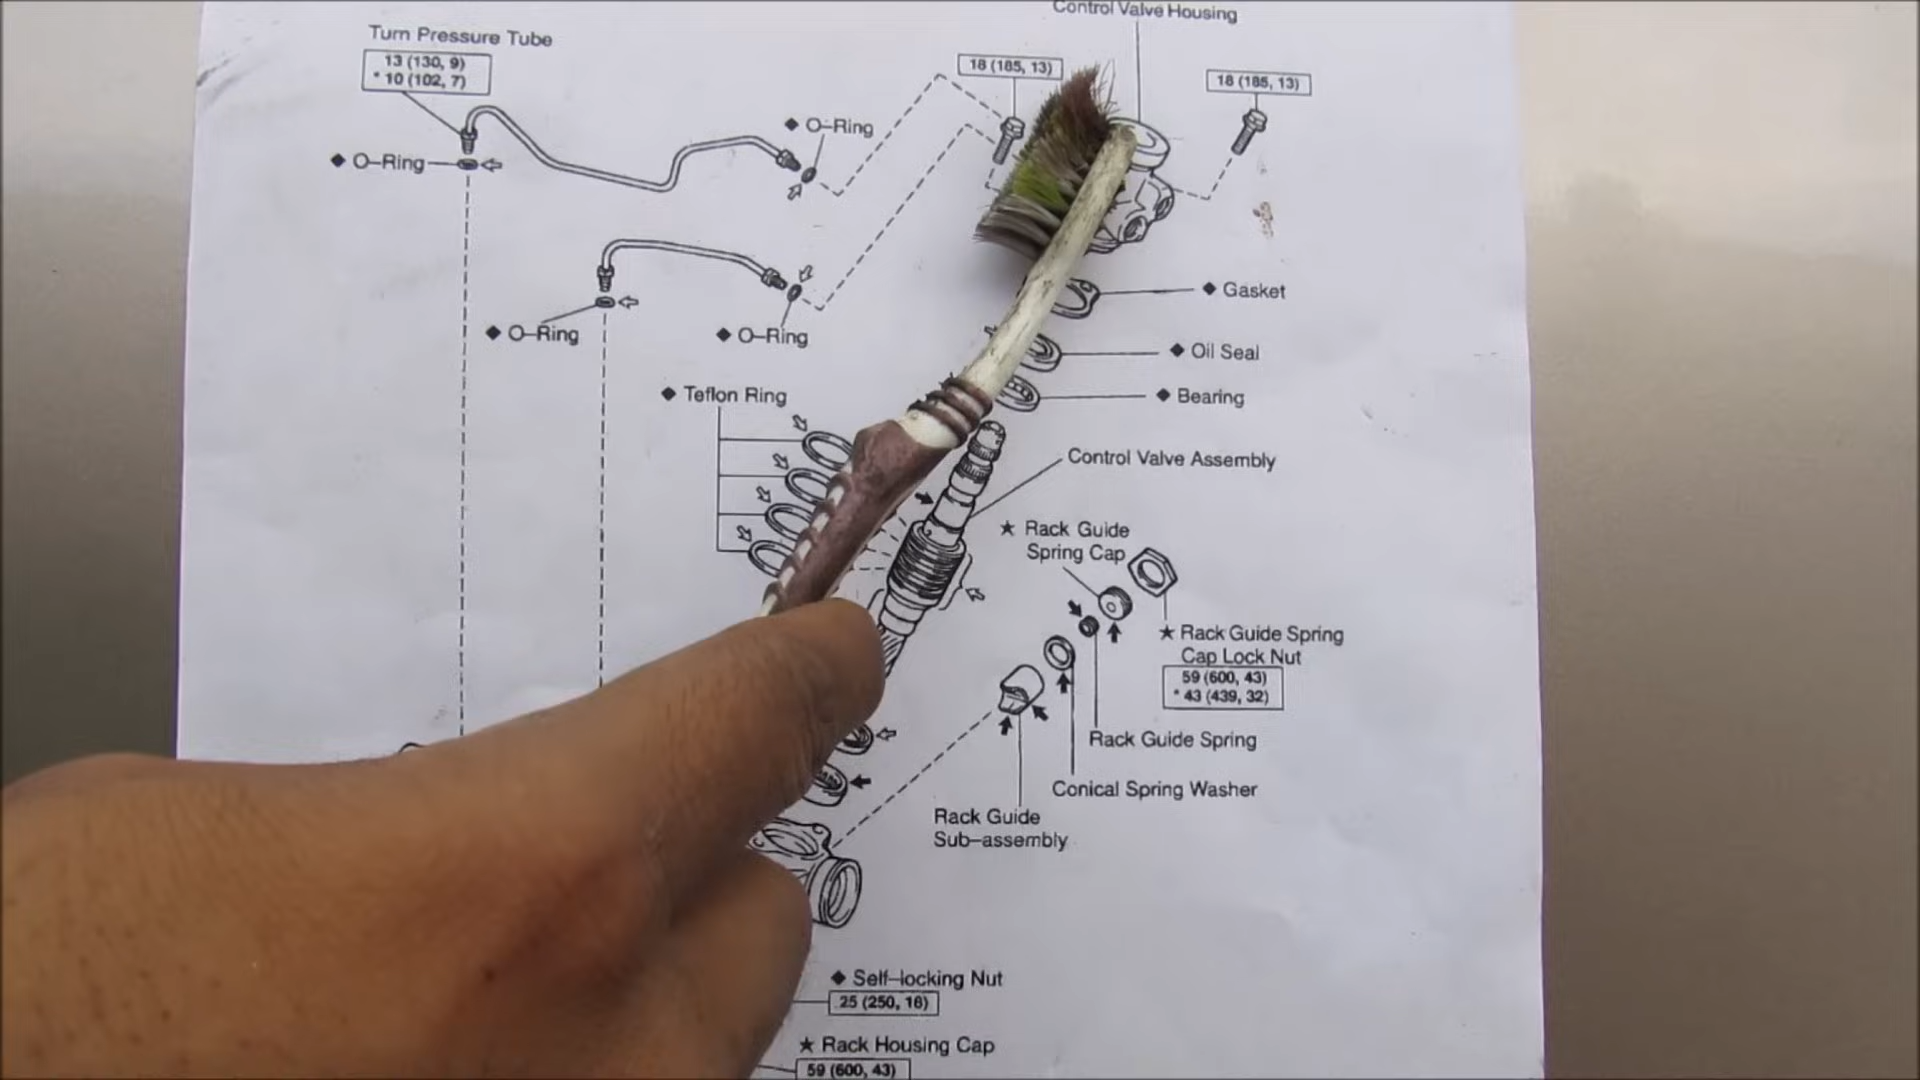 Control Valve Housing
Turn Pressure Tube
13 (130, 9)
* 10 (102, 7)
18 (185, 13)
18 (185, 13)
◆ O-Ring
◆ O-Ring
◆ Gasket
◆ O-Ring
◆ O-Ring
◆ Oil Seal
◆ Teflon Ring
◆ Bearing
Control Valve Assembly
★ Rack Guide
Spring Cap
★ Rack Guide Spring
Cap Lock Nut
59 (600, 43)
* 43 (439, 32)
Rack Guide Spring
Conical Spring Washer
Rack Guide
Sub-assembly
◆ Self-locking Nut
25 (250, 18)
★ Rack Housing Cap
59 (600, 43)